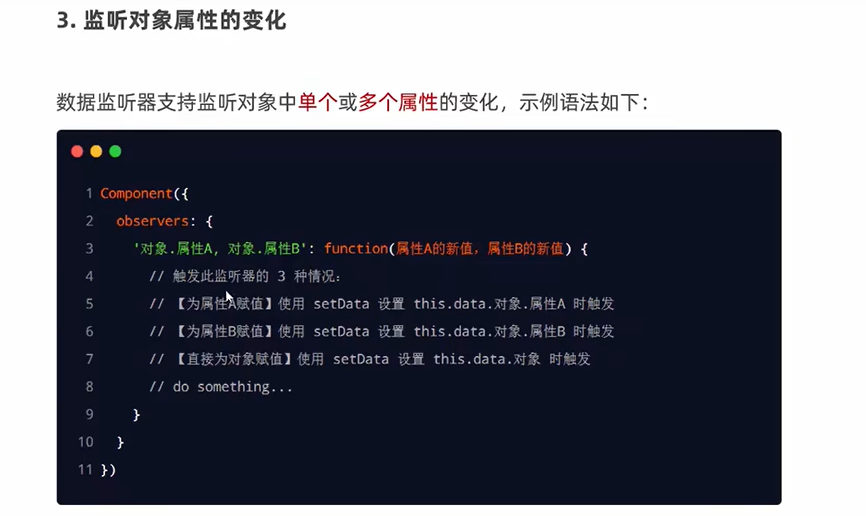 3. 监听对象属性的变化
数据监听器支持监听对象中单个或多个属性的变化，示例语法如下：
1 Component({
2 observers: {
3 '对象.属性A, 对象.属性B': function(属性A的新值，属性B的新值) {
4 // 触发此监听器的 3 种情况：
5 // 【为属性A赋值】使用 setData 设置 this.data.对象.属性A 时触发
6 // 【为属性B赋值】使用 setData 设置 this.data.对象.属性B 时触发
7 // 【直接为对象赋值】使用 setData 设置 this.data.对象 时触发
8 // do something...
9 }
10 }
11 })